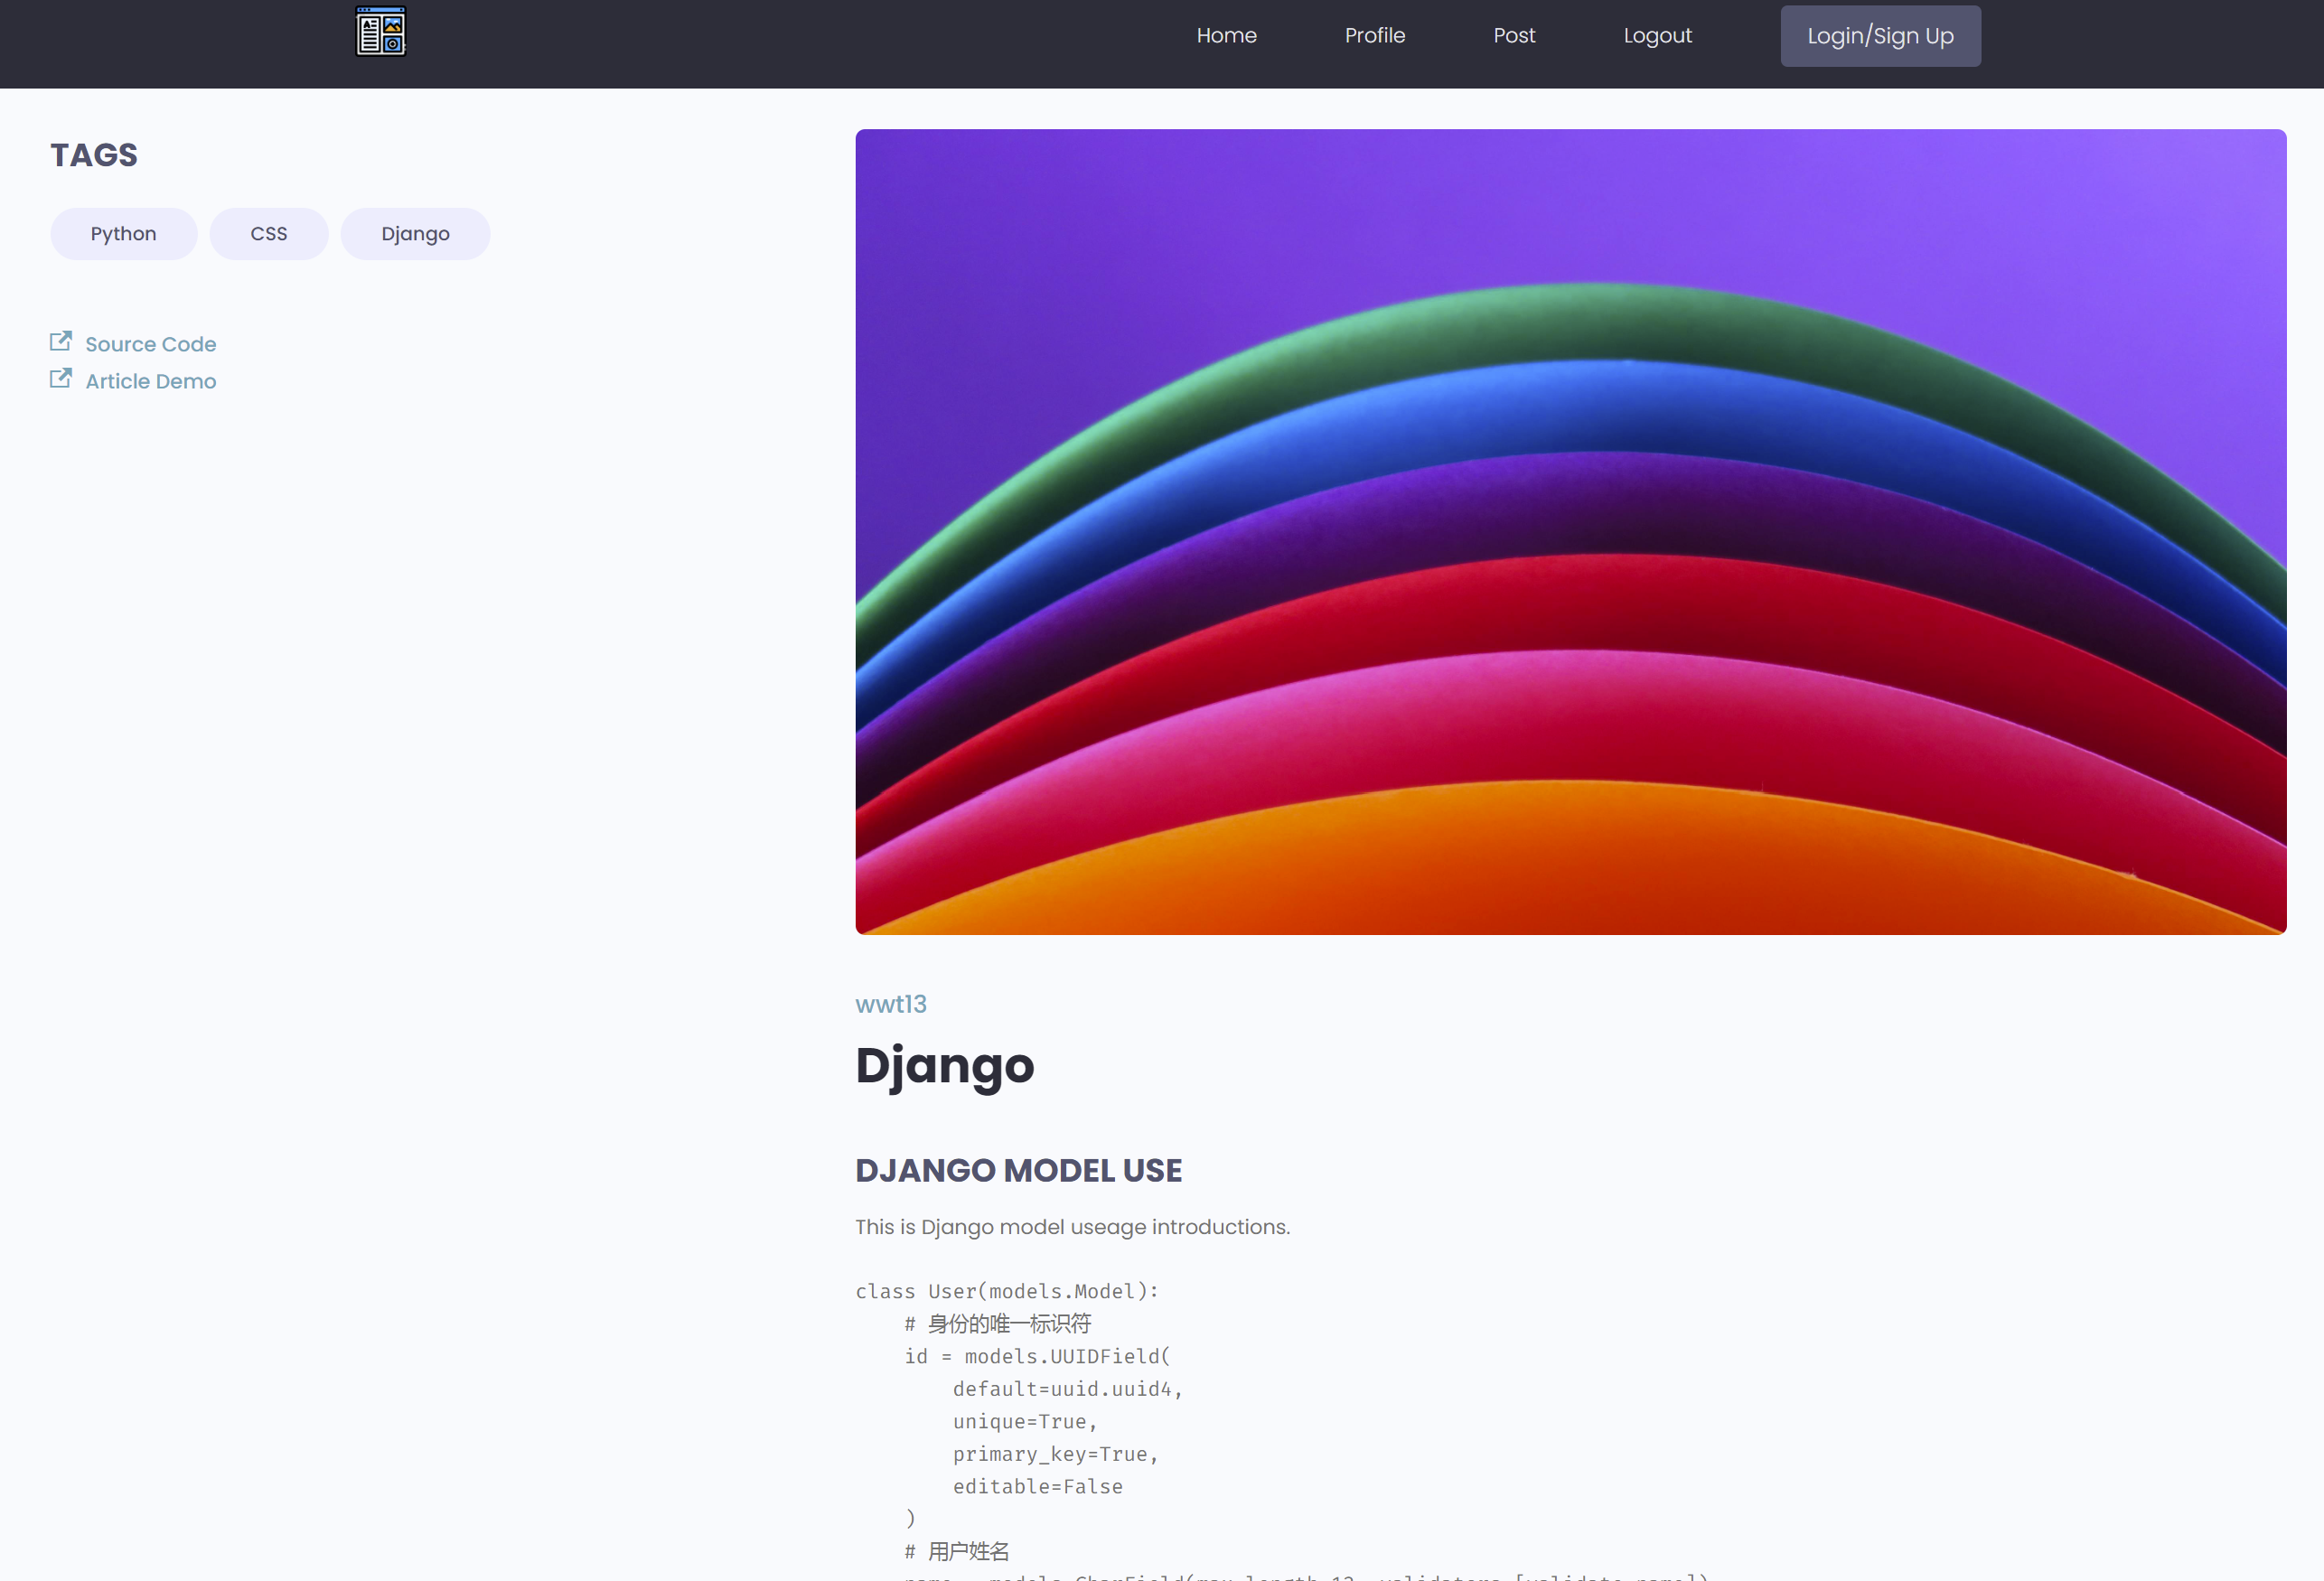 Home Profile Post Logout Login/Sign Up
TAGS
Python CSS Django
Source Code
Article Demo
wwt13
Django
DJANGO MODEL USE
This is Django model useage introductions.
class User(models.Model):
    # 身份的唯一标识符
    id = models.UUIDField(
        default=uuid.uuid4,
        unique=True,
        primary_key=True,
        editable=False
    )
    # 用户姓名